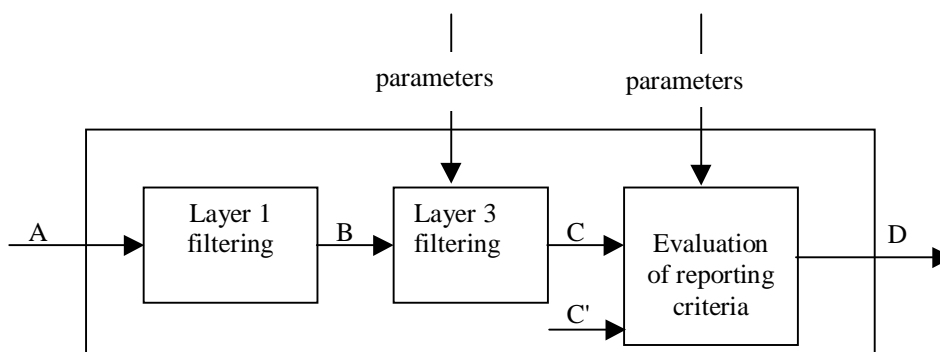 parameters
parameters
A
Layer 1
filtering
B
Layer 3
filtering
C
C'
Evaluation
of reporting
criteria
D